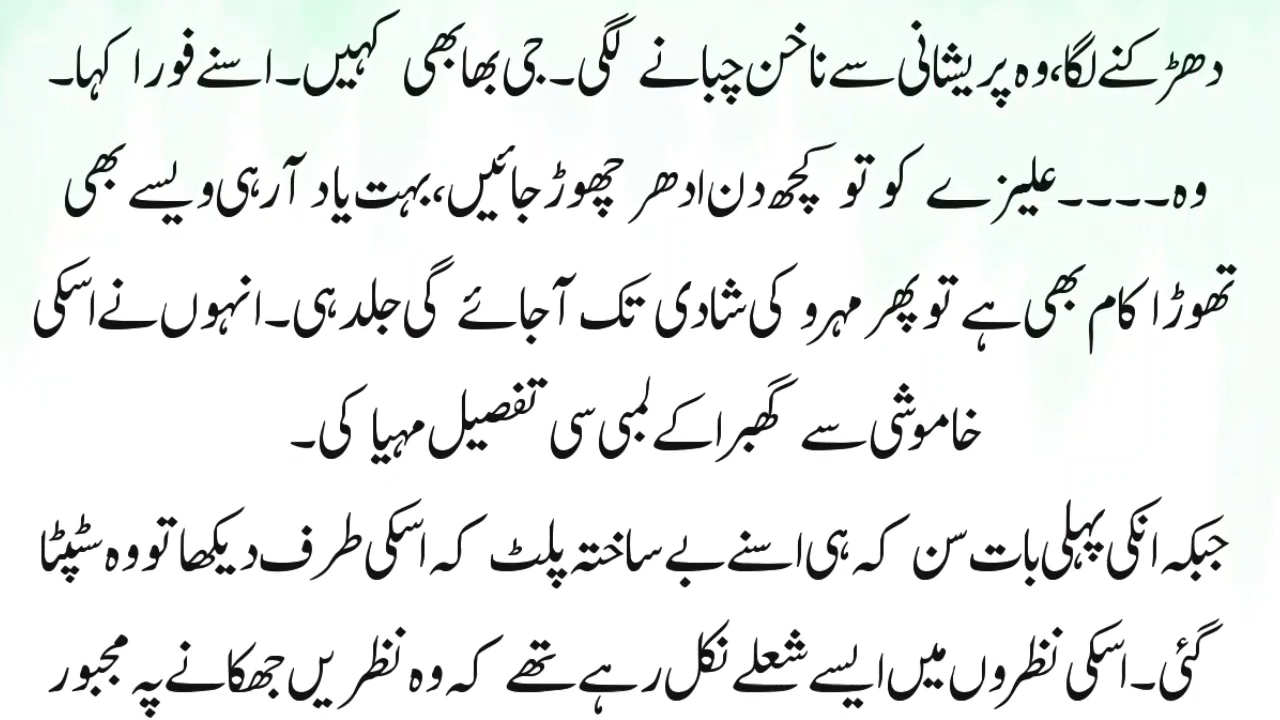 دھڑکنے لگا،وہ پریشانی سے ناخن چبانے لگی۔جی بھابھی کہیں۔اسنے فورا کہا۔
وہ۔۔۔۔علیزے کو تو کچھ دن ادھر چھوڑ جائیں،بہت یاد آرہی ویسے بھی
تھوڑا کام بھی ہے تو پھر مہرو کی شادی تک آجائے گی جلد ہی۔انہوں نے اسکی
خاموشی سے گھبرا کے لمبی سی تفصیل مہیا کی۔
جبکہ انکی پہلی بات سن کہ ہی اسنے بے ساختہ پلٹ کہ اسکی طرف دیکھا تو وہ سٹپٹا
گئی۔اسکی نظروں میں ایسے شعلے نکل رہے تھے کہ وہ نظریں جھکانے پہ مجبور